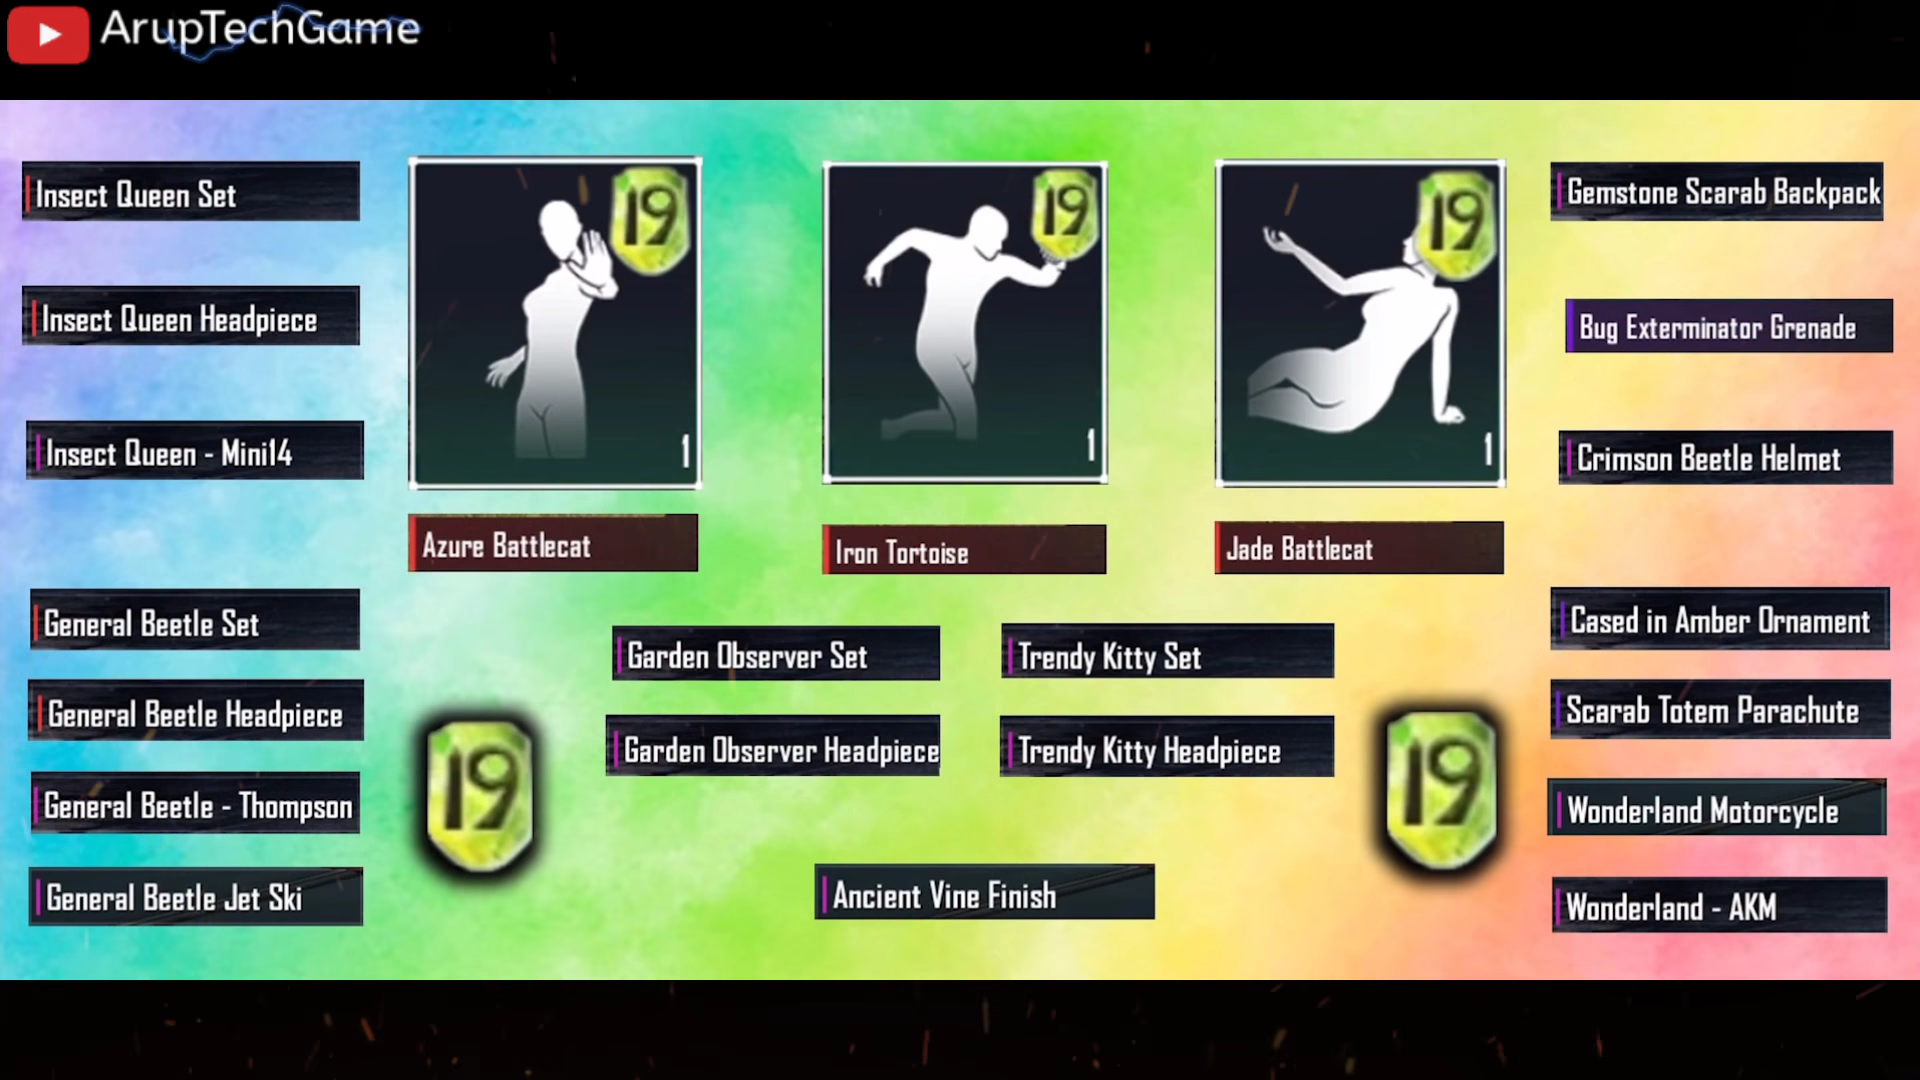 ArupTechGame
Insect Queen Set
Insect Queen Headpiece
Insect Queen - Mini14
General Beetle Set
General Beetle Headpiece
General Beetle - Thompson
General Beetle Jet Ski
19
1
Azure Battlecat
19
1
Iron Tortoise
19
1
Jade Battlecat
Garden Observer Set
Trendy Kitty Set
Garden Observer Headpiece
Trendy Kitty Headpiece
19
19
Ancient Vine Finish
Gemstone Scarab Backpack
Bug Exterminator Grenade
Crimson Beetle Helmet
Cased in Amber Ornament
Scarab Totem Parachute
Wonderland Motorcycle
Wonderland - AKM